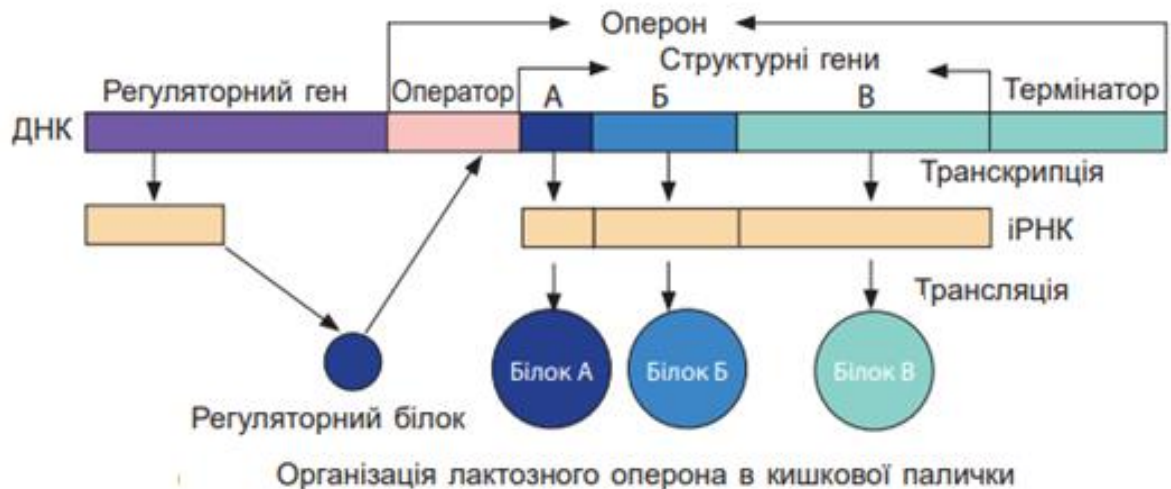 Оперон
Структурні гени
Регуляторний ген
Оператор
А
Б
В
Термінатор
ДНК
Транскрипція
іРНК
Трансляція
Білок А
Білок Б
Білок В
Регуляторний білок
Організація лактозного оперона в кишкової палички